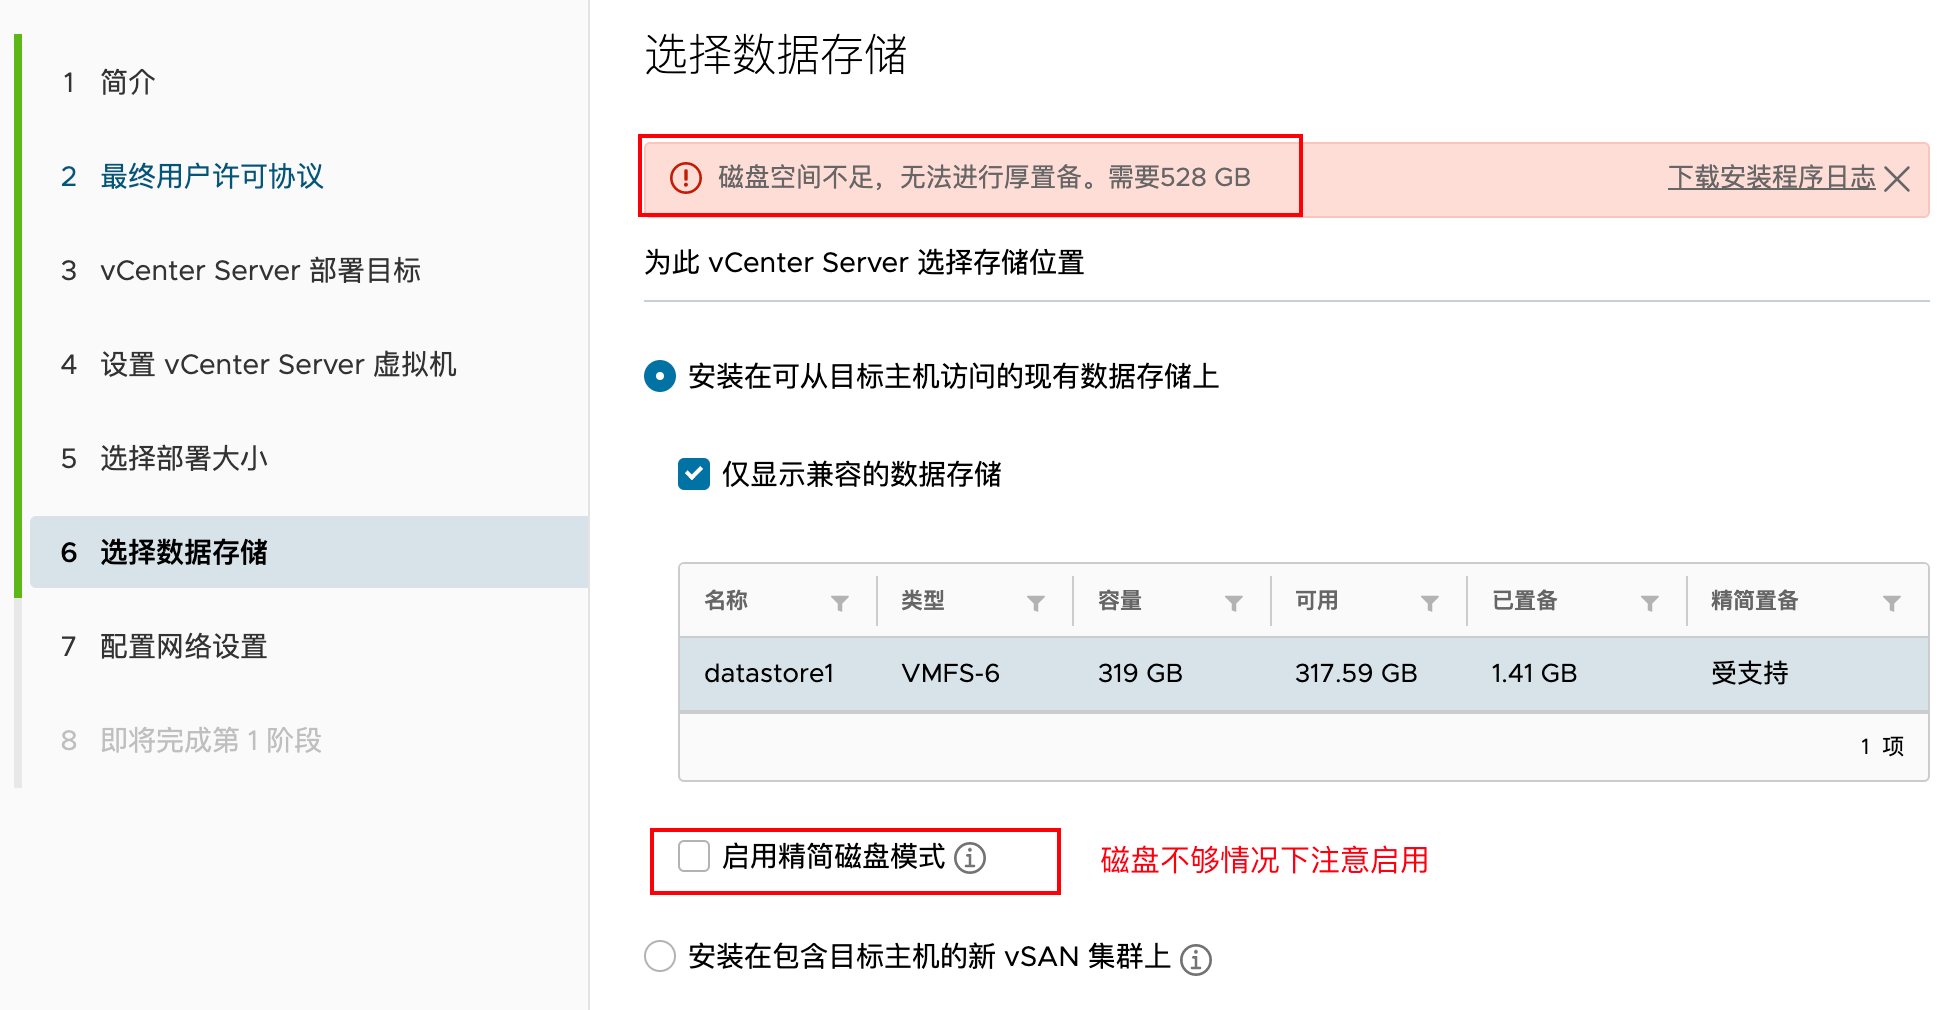 1 简介
2 最终用户许可协议
3 vCenter Server 部署目标
4 设置 vCenter Server 虚拟机
5 选择部署大小
6 选择数据存储
7 配置网络设置
8 即将完成第 1 阶段
选择数据存储
磁盘空间不足，无法进行厚置备。需要528 GB 下载安装程序日志
为此 vCenter Server 选择存储位置
安装在可从目标主机访问的现有数据存储上
仅显示兼容的数据存储
名称 类型 容量 可用 已置备 精简置备
datastore1 VMFS-6 319 GB 317.59 GB 1.41 GB 受支持
1 项
启用精简磁盘模式 磁盘不够情况下注意启用
安装在包含目标主机的新 vSAN 集群上